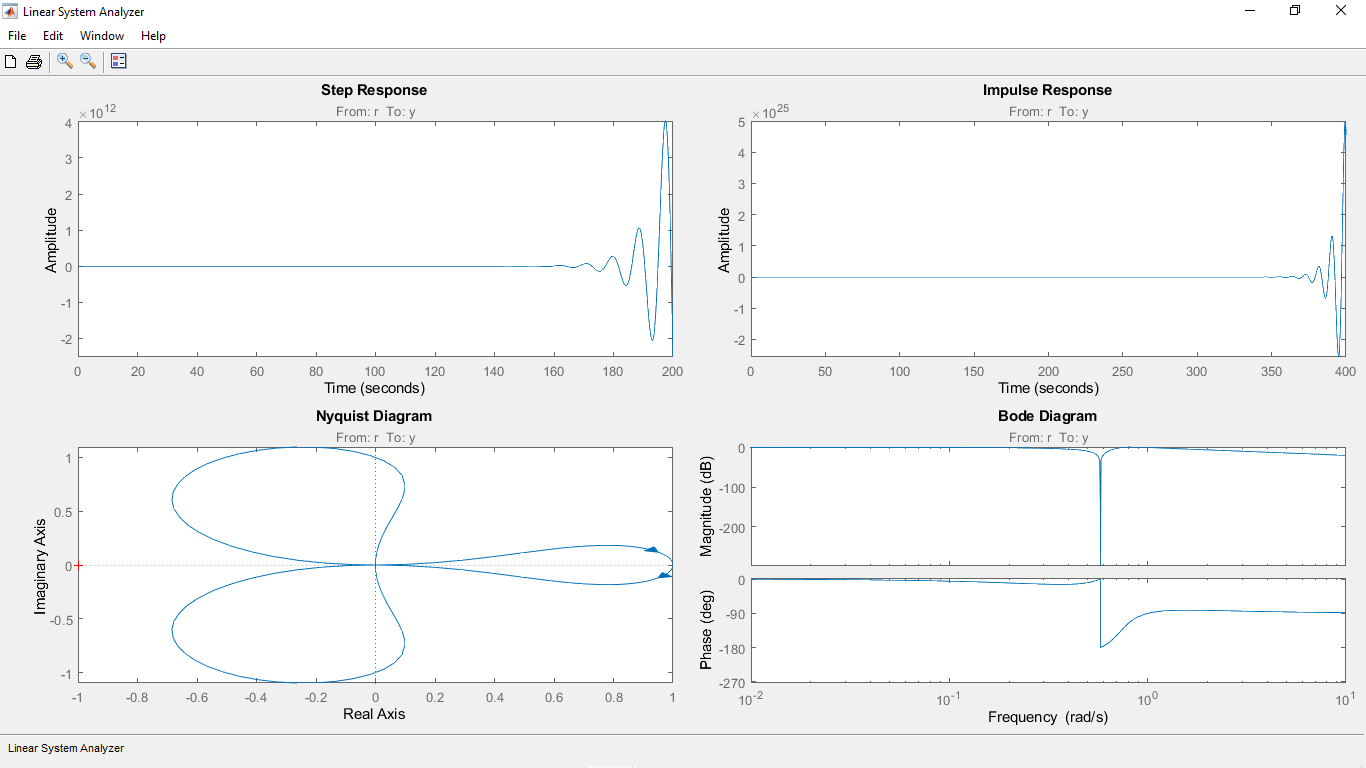 Linear System Analyzer
File Edit Window Help
Step Response
From: r To: y
×10^12
4
3
2
1
0
-1
-2
Amplitude
0 20 40 60 80 100 120 140 160 180 200
Time (seconds)
Impulse Response
From: r To: y
×10^25
5
4
3
2
1
0
-1
-2
Amplitude
0 50 100 150 200 250 300 350 400
Time (seconds)
Nyquist Diagram
From: r To: y
1
0.5
0
-0.5
-1
Imaginary Axis
-1 -0.8 -0.6 -0.4 -0.2 0 0.2 0.4 0.6 0.8 1
Real Axis
Bode Diagram
From: r To: y
0
-100
-200
Magnitude (dB)
0
-90
-180
-270
Phase (deg)
10^-2 10^-1 10^0 10^1
Frequency (rad/s)
Linear System Analyzer